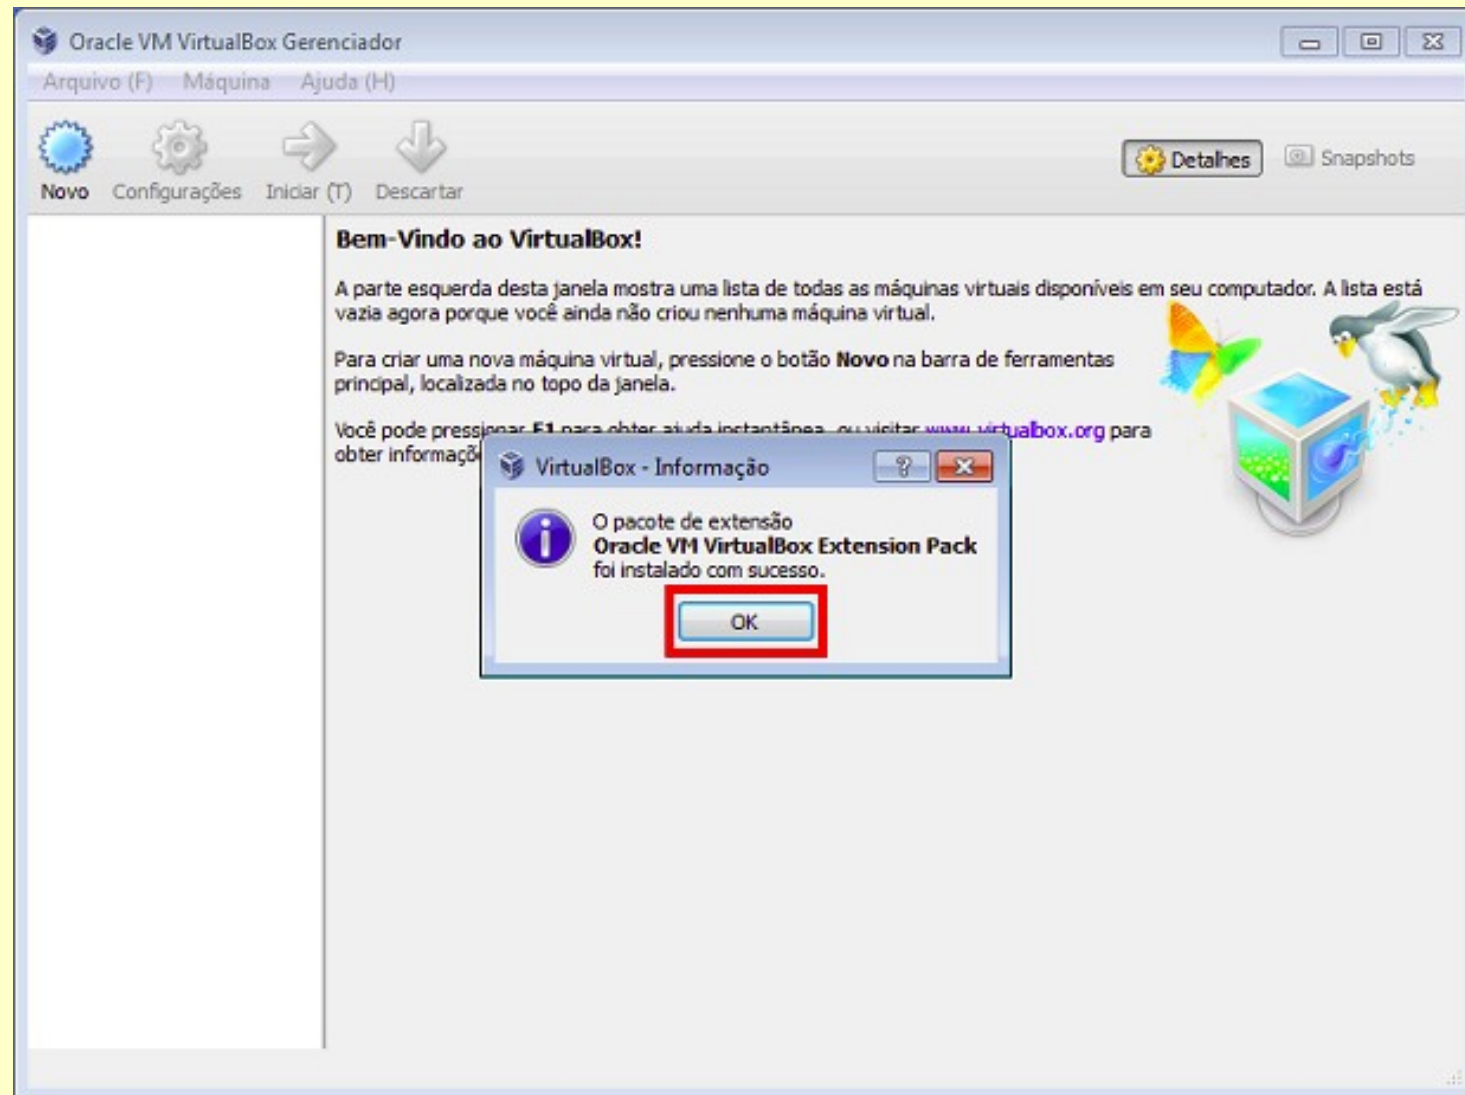 Oracle VM VirtualBox Gerenciador
Arquivo (F) Máquina Ajuda (H)
Novo Configurações Iniciar (T) Descartar Detalhes Snapshots
Bem-Vindo ao VirtualBox!
A parte esquerda desta janela mostra uma lista de todas as máquinas virtuais disponíveis em seu computador. A lista está
vazia agora porque você ainda não criou nenhuma máquina virtual.
Para criar uma nova máquina virtual, pressione o botão Novo na barra de ferramentas
principal, localizada no topo da janela.
Você pode pressionar F1 para obter ajuda instantânea, ou visitar www.virtualbox.org para
obter
VirtualBox - Informação
O pacote de extensão
Oracle VM VirtualBox Extension Pack
foi instalado com sucesso.
OK